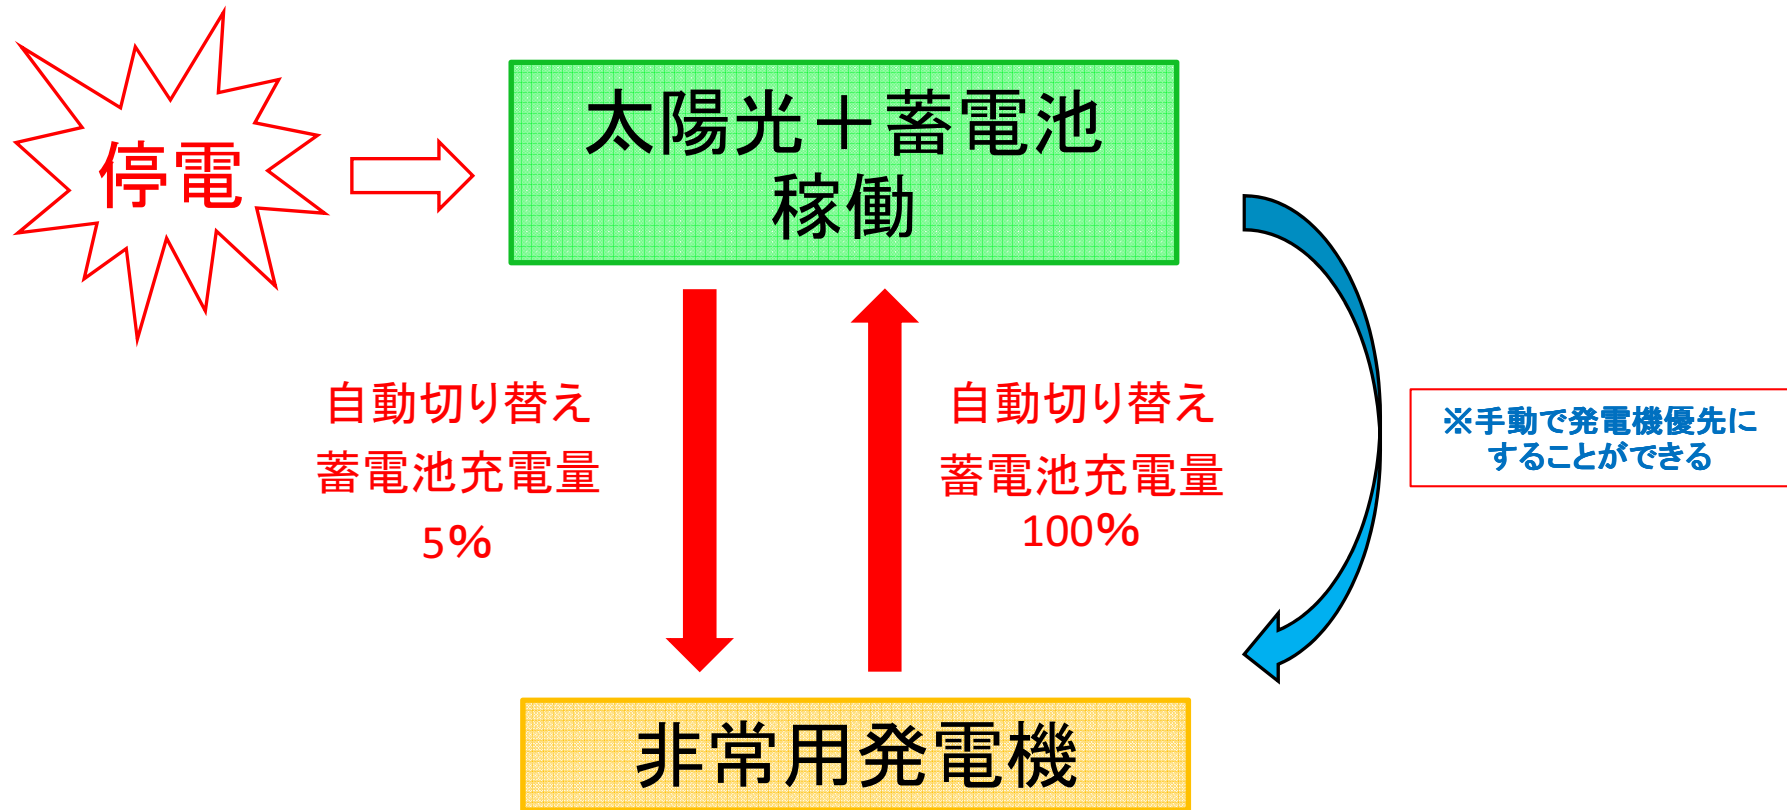 停電
太陽光＋蓄電池
稼働
自動切り替え
蓄電池充電量
5%
自動切り替え
蓄電池充電量
100%
※手動で発電機優先に
することができる
非常用発電機